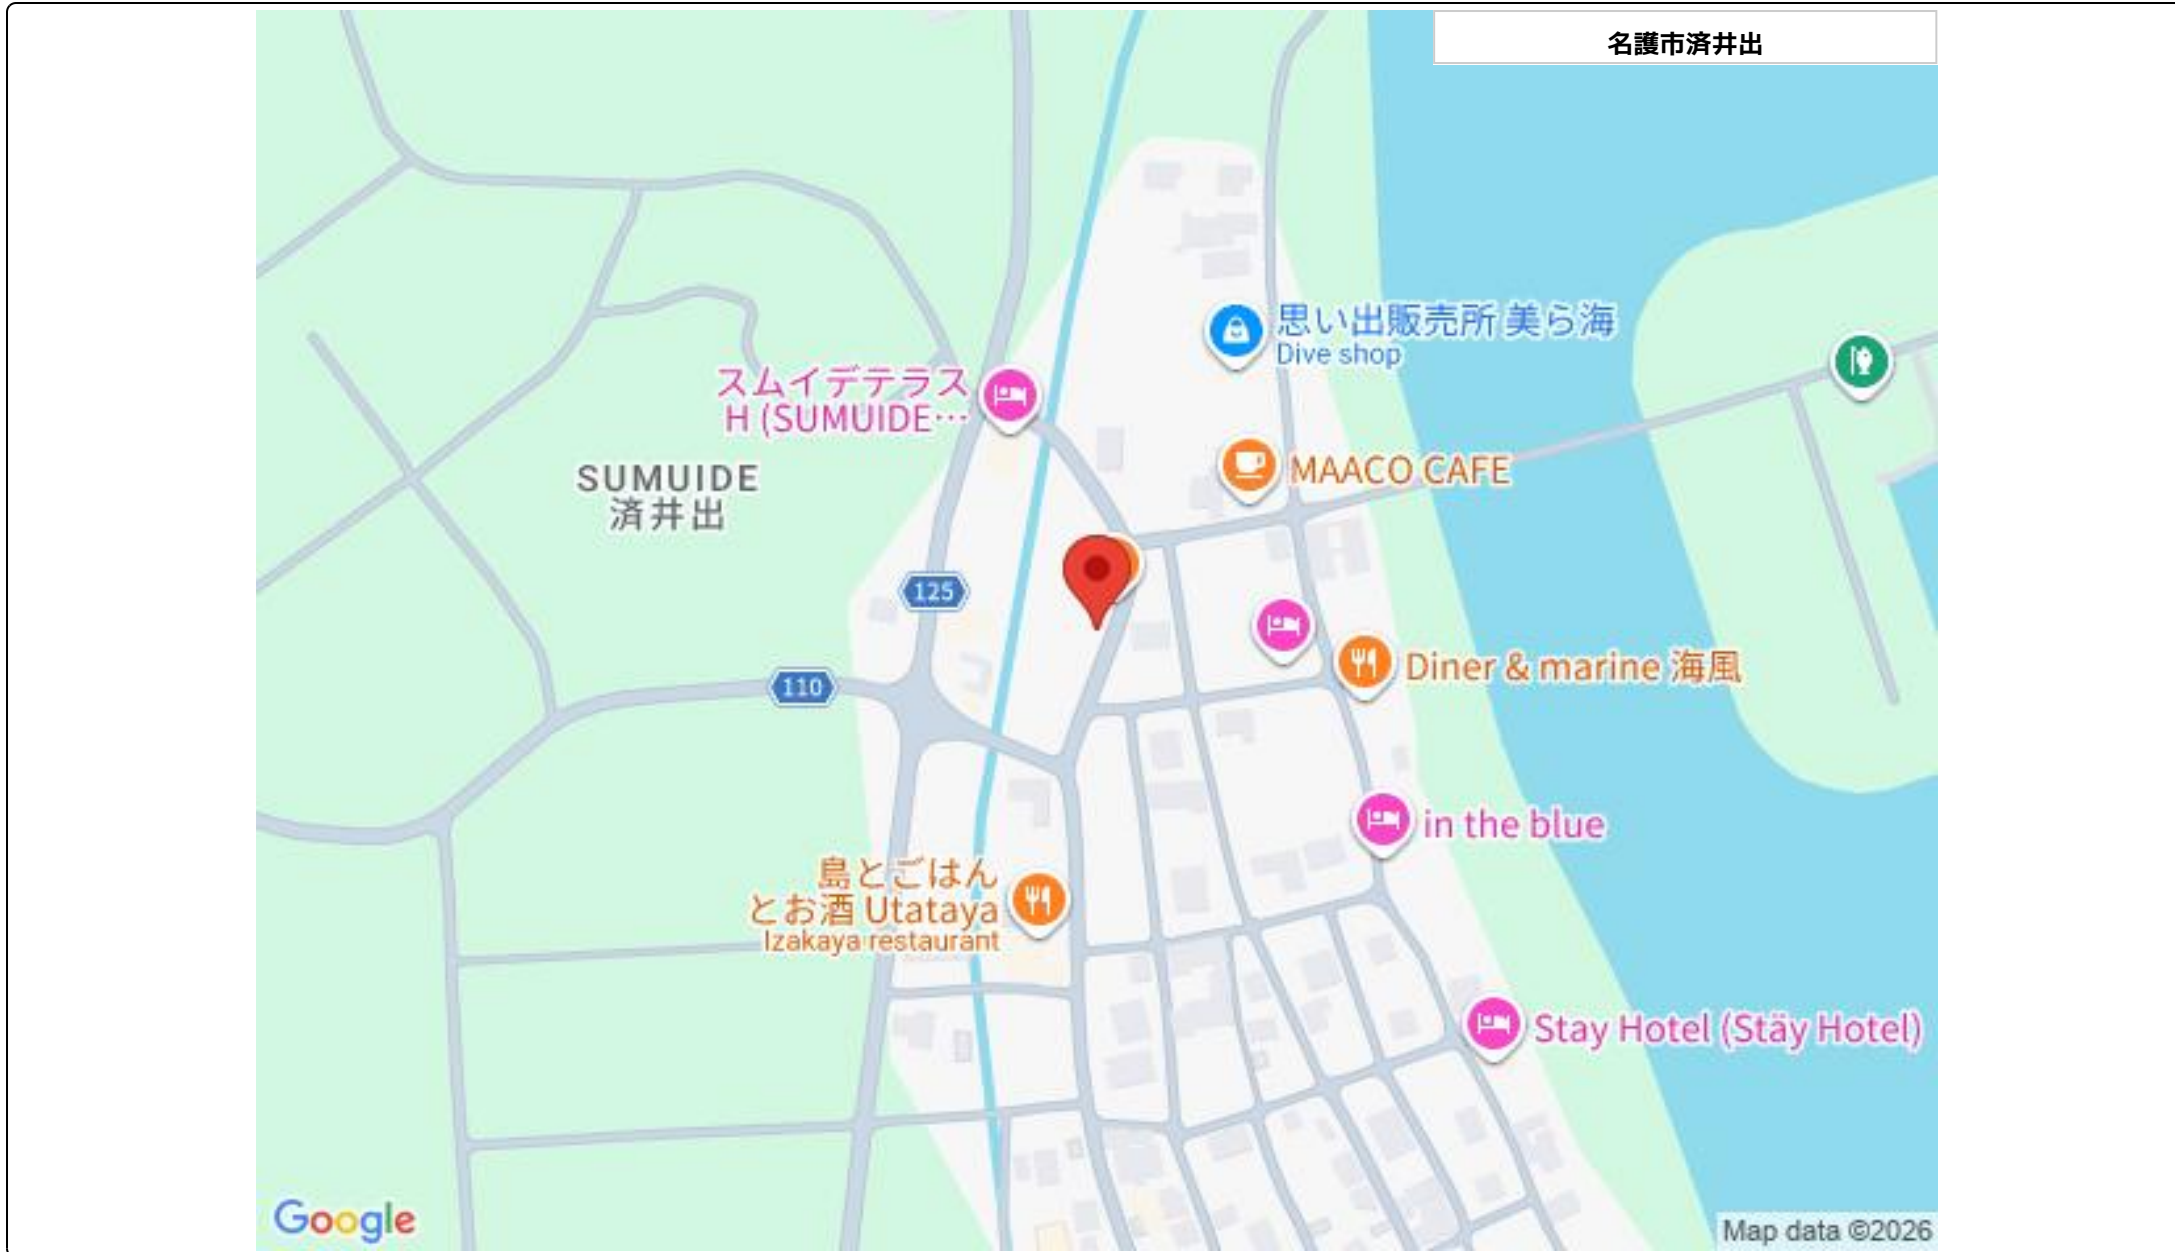 名護市済井出
思い出販売所 美ら海
Dive shop
スムイデテラス
H (SUMUIDE…
MAACO CAFE
SUMUIDE
済井出
125
Diner & marine 海風
110
in the blue
島とごはん
とお酒 Utataya
Izakaya restaurant
Stay Hotel (Stäy Hotel)
Google
Map data ©2026